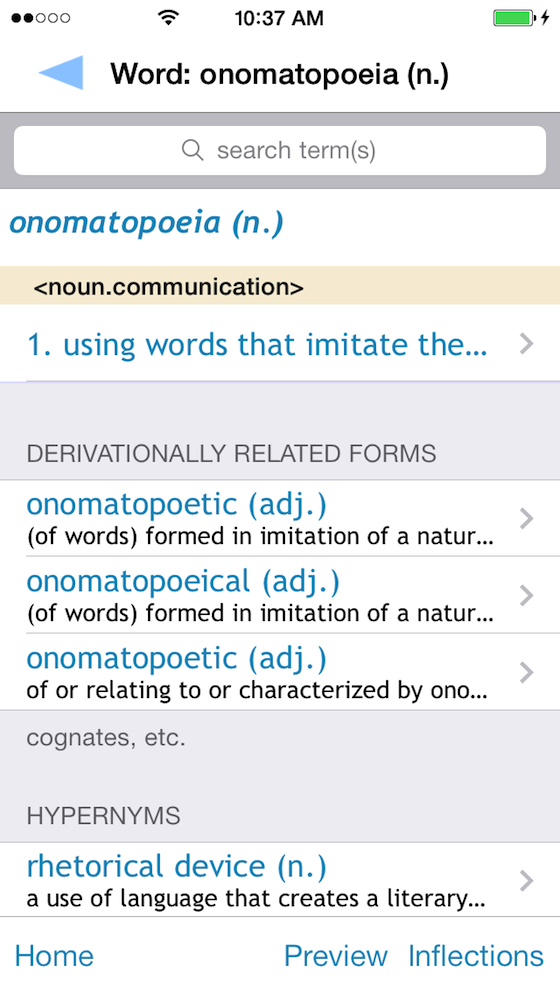 10:37 AM
Word: onomatopoeia (n.)
search term(s)
onomatopoeia (n.)
<noun.communication>
1. using words that imitate the...
DERIVATIONALLY RELATED FORMS
onomatopoetic (adj.)
(of words) formed in imitation of a natur...
onomatopoeical (adj.)
(of words) formed in imitation of a natur...
onomatopoetic (adj.)
of or relating to or characterized by ono...
cognates, etc.
HYPERNYMS
rhetorical device (n.)
a use of language that creates a literary...
Home Preview Inflections